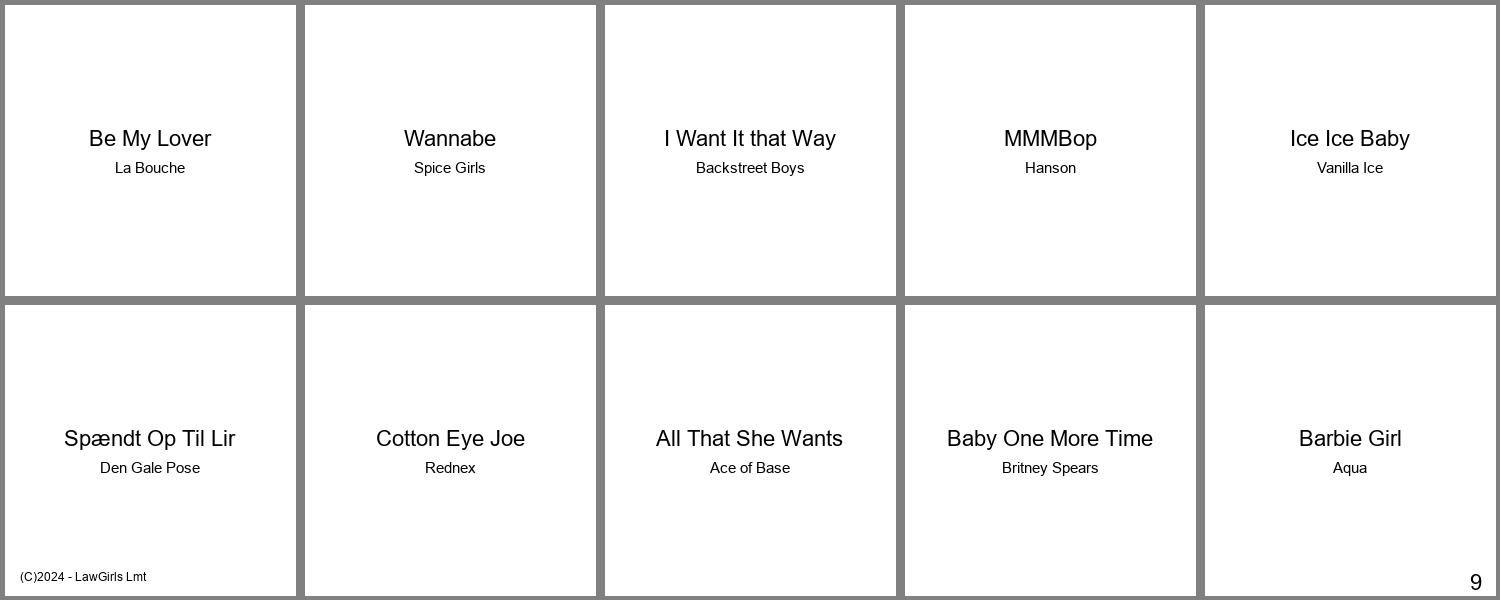 Be My Lover
La Bouche
Wannabe
Spice Girls
I Want It that Way
Backstreet Boys
MMMBop
Hanson
Ice Ice Baby
Vanilla Ice
Spændt Op Til Lir
Den Gale Pose
Cotton Eye Joe
Rednex
All That She Wants
Ace of Base
Baby One More Time
Britney Spears
Barbie Girl
Aqua
(C)2024 - LawGirls Lmt
9